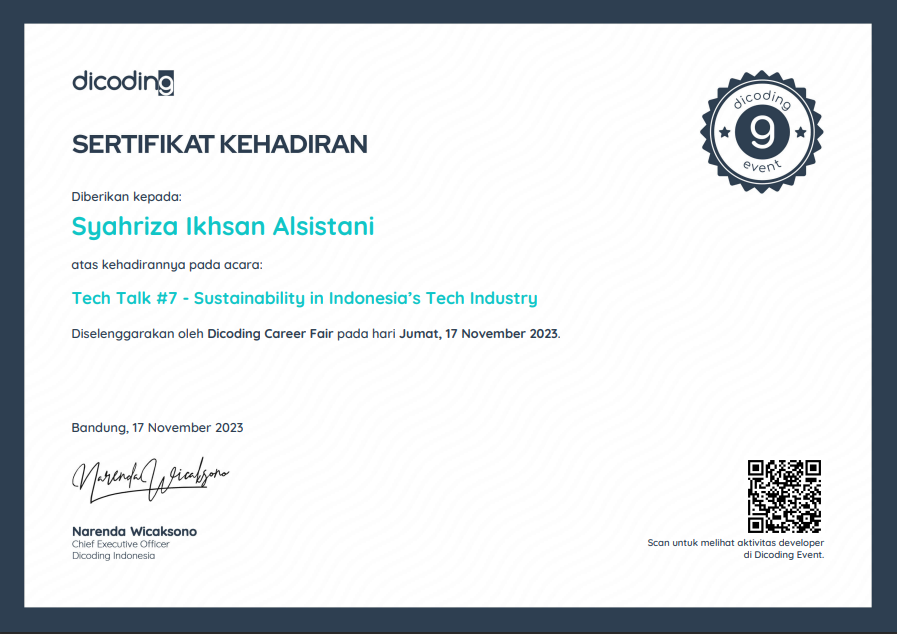 dicoding
SERTIFIKAT KEHADIRAN
dicoding
g
event
Diberikan kepada:
Syahriza Ikhsan Alsistani
atas kehadirannya pada acara:
Tech Talk #7 - Sustainability in Indonesia’s Tech Industry
Diselenggarakan oleh Dicoding Career Fair pada hari Jumat, 17 November 2023.
Bandung, 17 November 2023
Narenda Wicaksono
Narenda Wicaksono
Chief Executive Officer
Dicoding Indonesia
Scan untuk melihat aktivitas developer
di Dicoding Event.